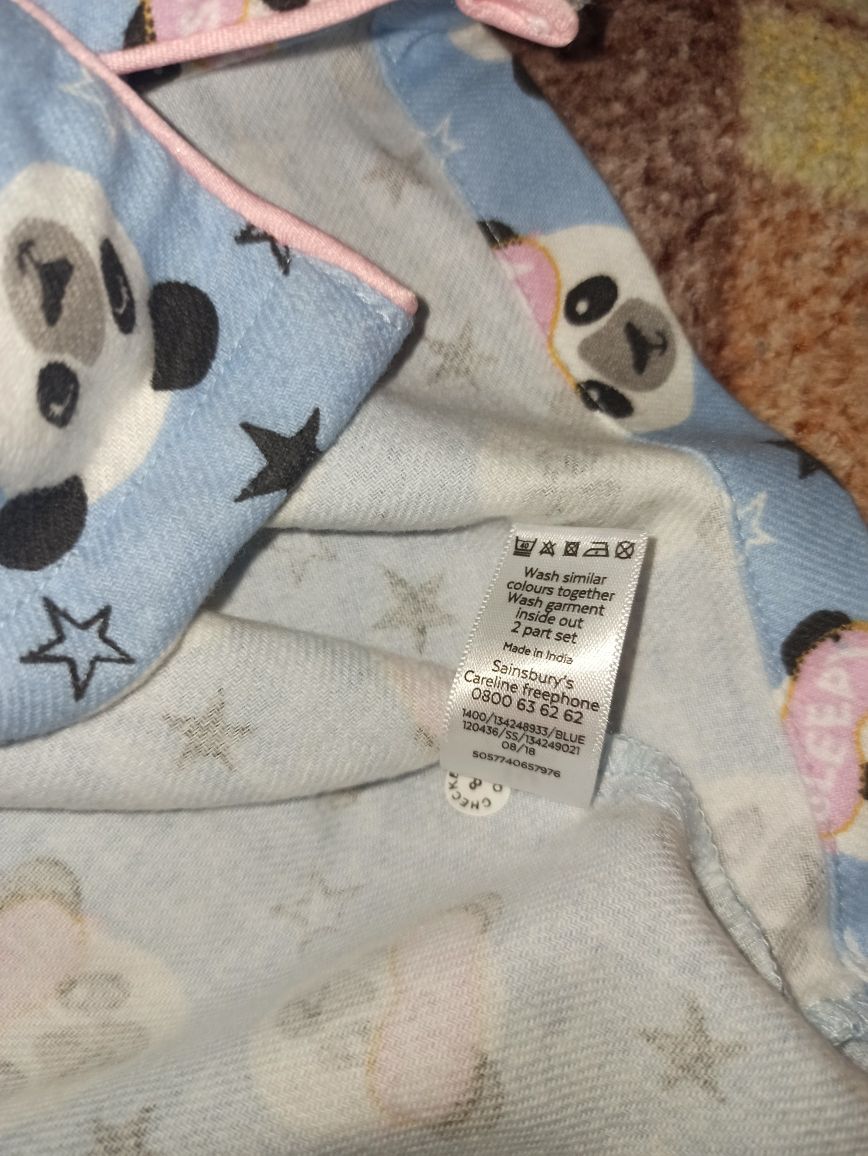 40
Wash similar
colours together
Wash garment
inside out
2 part set
Made in India
Sainsbury's
Careline freephone
0800 63 62 62
1400/134248933/BLUE
120436/SS/134249021
08/18
5057740657976
&